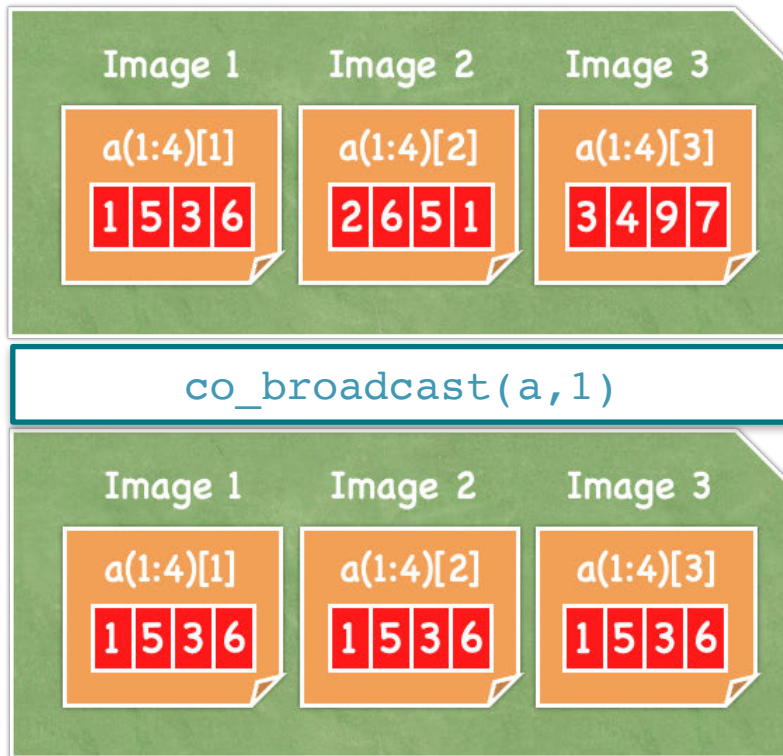 Image 1 Image 2 Image 3
a(1:4)[1] a(1:4)[2] a(1:4)[3]
1 5 3 6 2 6 5 1 3 4 9 7
co_broadcast(a,1)
Image 1 Image 2 Image 3
a(1:4)[1] a(1:4)[2] a(1:4)[3]
1 5 3 6 1 5 3 6 1 5 3 6